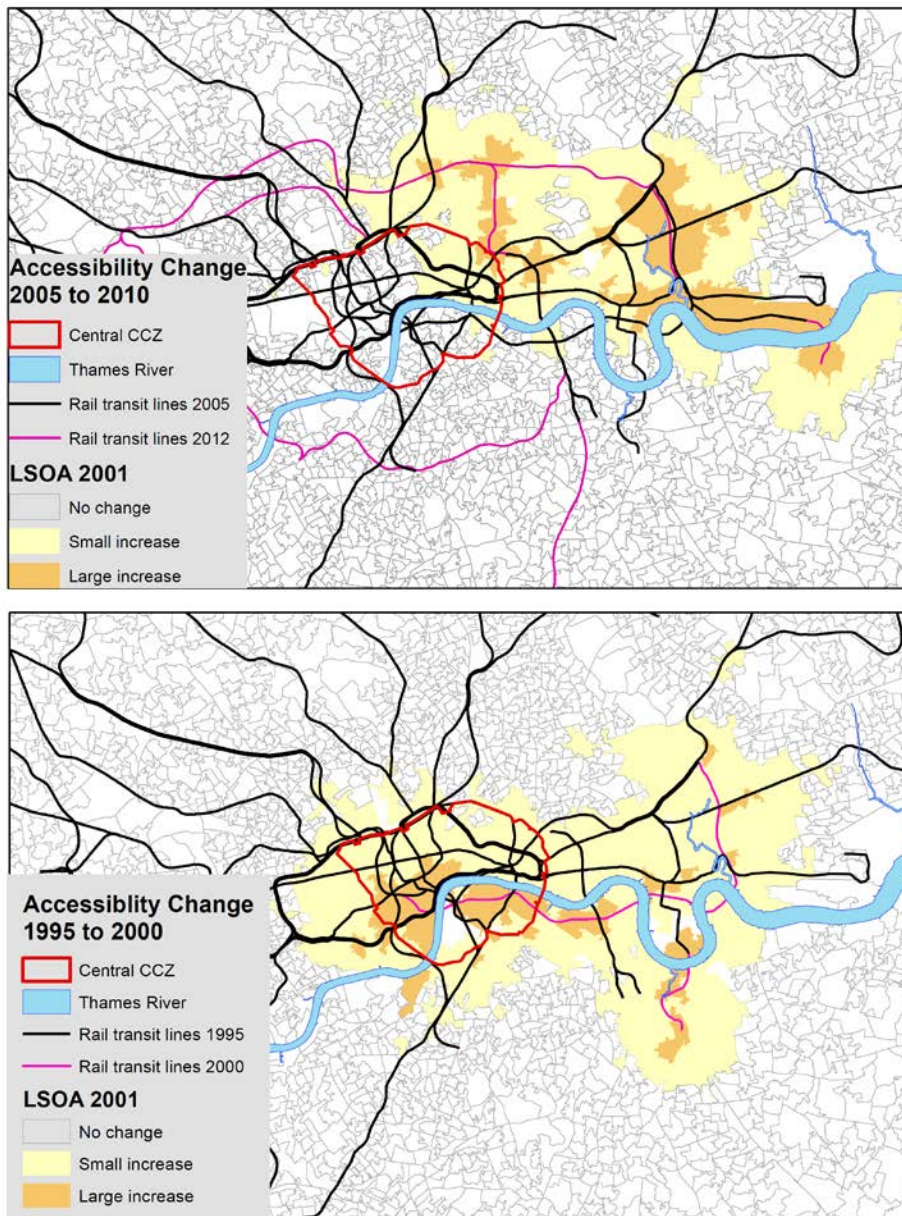 Accessibility Change
2005 to 2010
Central CCZ
Thames River
Rail transit lines 2005
Rail transit lines 2012
LSOA 2001
No change
Small increase
Large increase
Accessiblity Change
1995 to 2000
Central CCZ
Thames River
Rail transit lines 1995
Rail transit lines 2000
LSOA 2001
No change
Small increase
Large increase